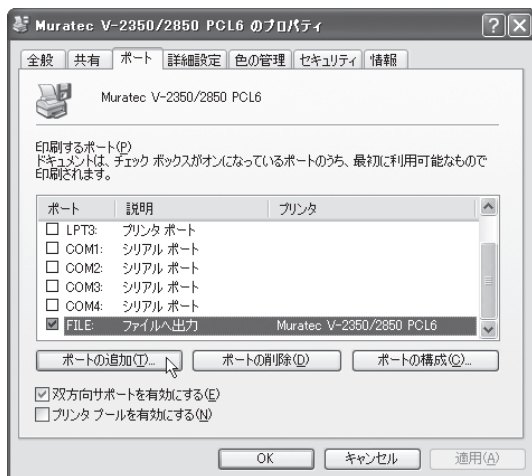 Muratec V-2350/2850 PCL6 のプロパティ
全般 共有 ポート 詳細設定 色の管理 セキュリティ 情報
Muratec V-2350/2850 PCL6
印刷するポート(P)
ドキュメントは、チェック ボックスがオンになっているポートのうち、最初に利用可能なもので
印刷されます。
ポート 説明 プリンタ
LPT3: プリンタ ポート
COM1: シリアル ポート
COM2: シリアル ポート
COM3: シリアル ポート
COM4: シリアル ポート
FILE: ファイルへ出力 Muratec V-2350/2850 PCL6
ポートの追加(T)... ポートの削除(D) ポートの構成(C)...
双方向サポートを有効にする(E)
プリンタ プールを有効にする(N)
OK キャンセル 適用(A)